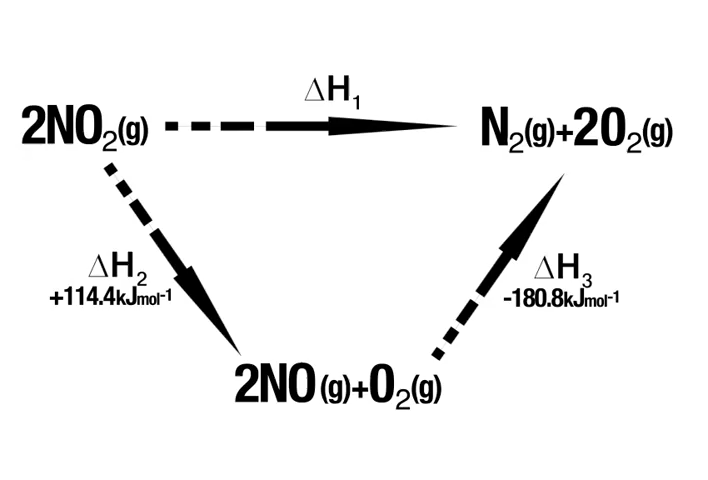 ΔH₁
2NO₂(g)
N₂(g)+2O₂(g)
ΔH₂
+114.4kJmol⁻¹
ΔH₃
-180.8kJmol⁻¹
2NO(g)+O₂(g)